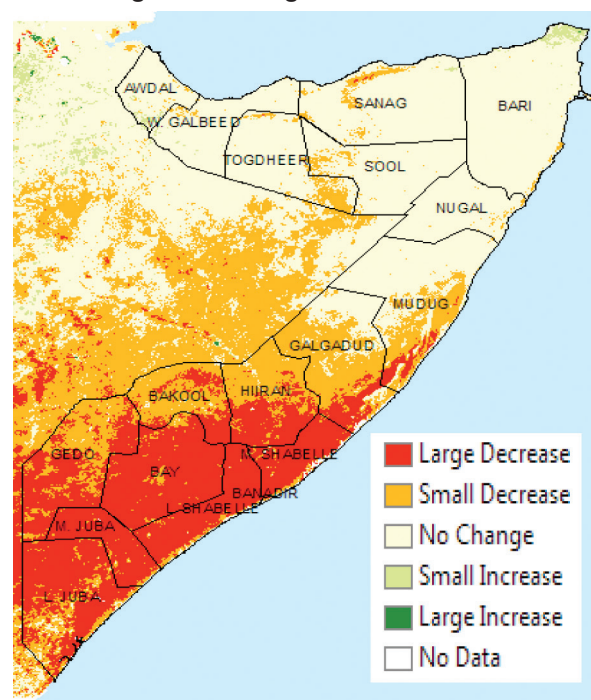 AWDAL
SANAG
BARI
W. GALBEED
TOGDHEER
SOOL
NUGAL
MUDUG
GALGADUD
BAKOOL
HIIRAN
GEDO
BAY
M. SHABELLE
BANADIR
L. SHABELLE
M. JUBA
L. JUBA
Large Decrease
Small Decrease
No Change
Small Increase
Large Increase
No Data